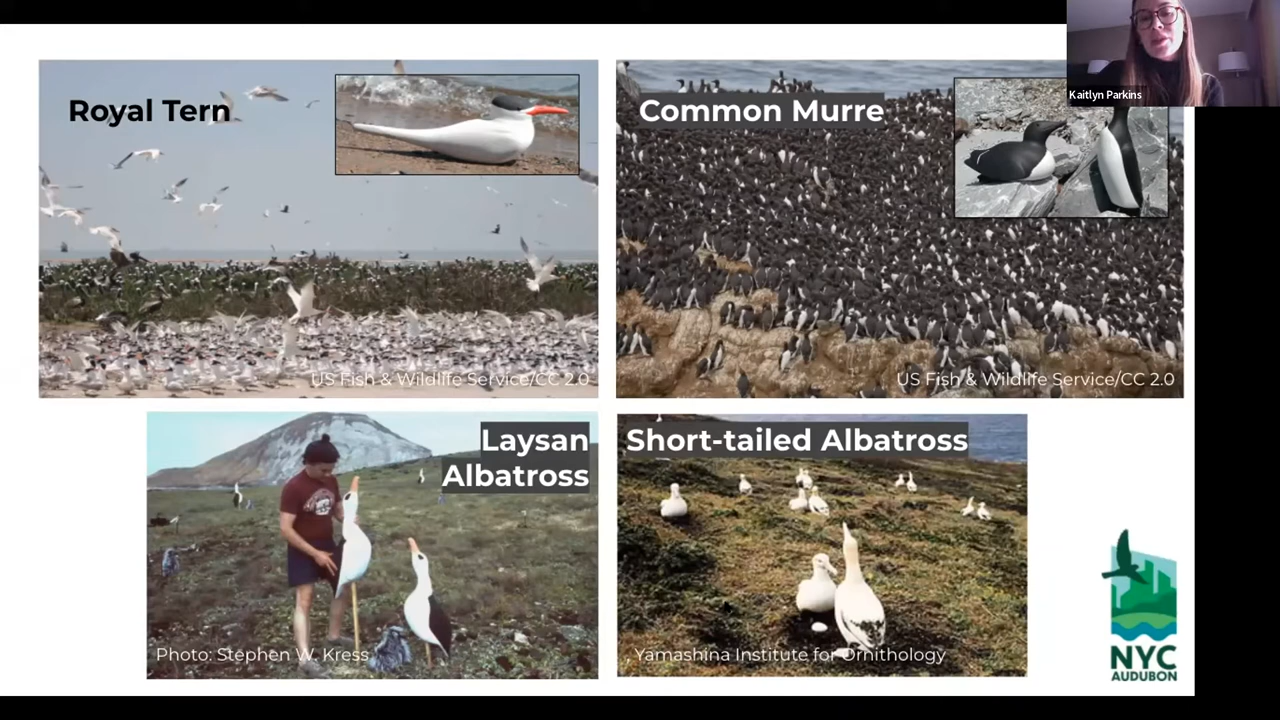 Kaitlyn Parkins
Royal Tern
Common Murre
US Fish & Wildlife Service/CC 2.0
US Fish & Wildlife Service/CC 2.0
Laysan
Albatross
Short-tailed Albatross
Photo: Stephen W. Kress
, Yamashina Institute for Ornithology
NYC
AUDUBON